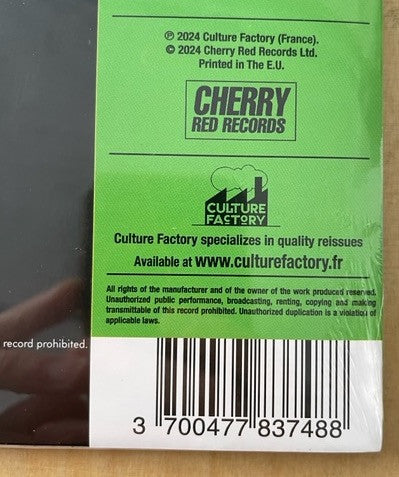 ℗ 2024 Culture Factory (France).
© 2024 Cherry Red Records Ltd.
Printed in The E.U.
CHERRY
RED RECORDS
CULTURE
FACTORY
Culture Factory specializes in quality reissues
Available at www.culturefactory.fr
All rights of the manufacturer and of the owner of the work produced reserved.
Unauthorized public performance, broadcasting, renting, copying and making
transmittable of this record prohibited. Unauthorized duplication is a violation of
applicable laws.
record prohibited.
3 700477 837488